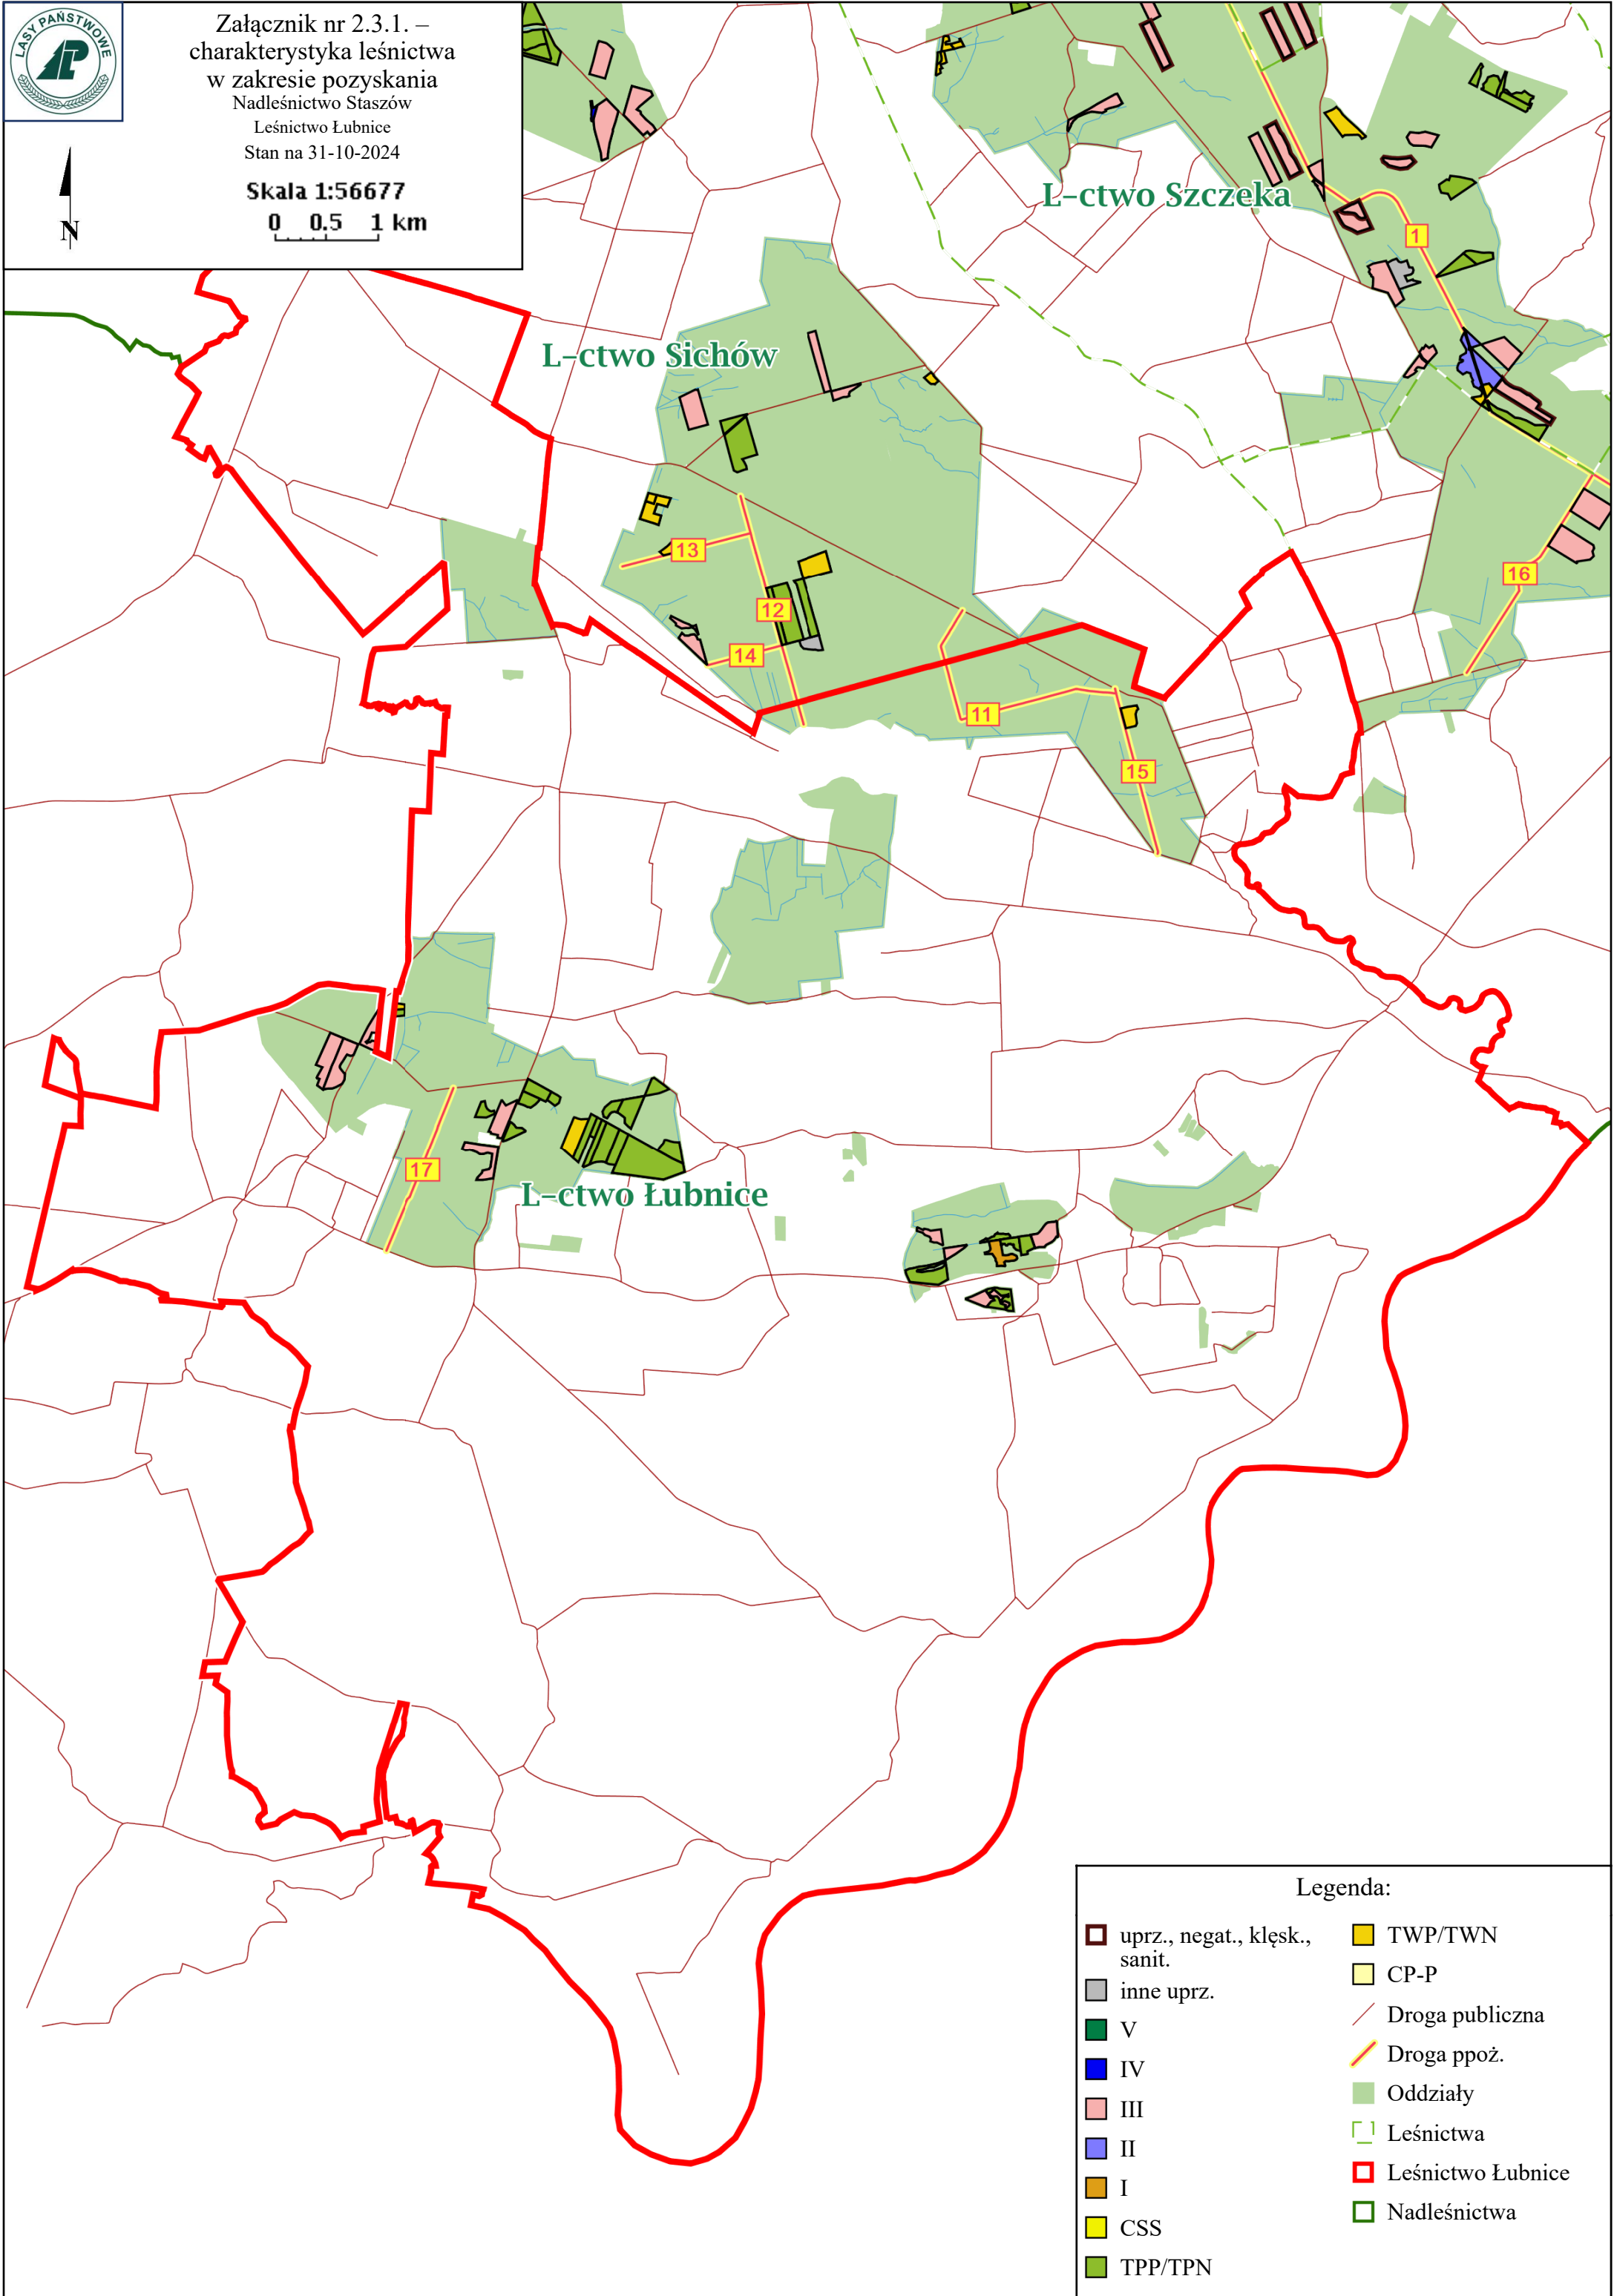 LASY PAŃSTWOWE
Załącznik nr 2.3.1. –
charakterystyka leśnictwa
w zakresie pozyskania
Nadleśnictwo Staszów
Leśnictwo Łubnice
Stan na 31-10-2024
Skala 1:56677
0 0,5 1 km
N
L-ctwo Szczeka
1
L-ctwo Sichów
13
16
12
14
11
15
17
L-ctwo Łubnice
Legenda:
uprz., negat., klęsk.,
sanit.
inne uprz.
V
IV
III
II
I
CSS
TPP/TPN
TWP/TWN
CP-P
Droga publiczna
Droga ppoż.
Oddziały
Leśnictwa
Leśnictwo Łubnice
Nadleśnictwa